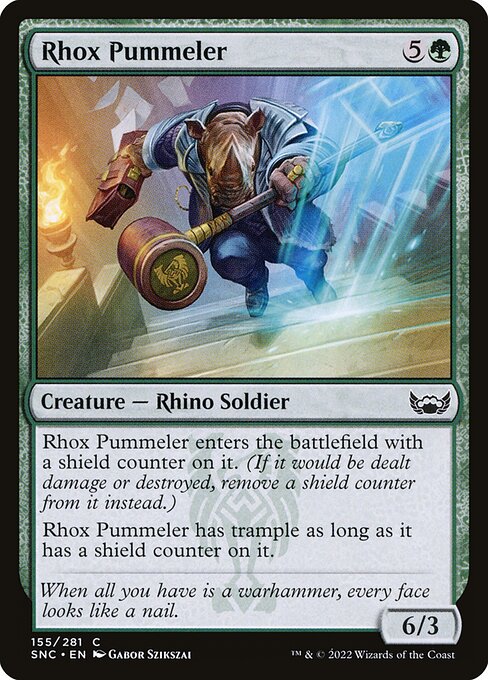 Rhox Pummeler 5
Creature — Rhino Soldier
Rhox Pummeler enters the battlefield with
a shield counter on it. (If it would be dealt
damage or destroyed, remove a shield counter
from it instead.)
Rhox Pummeler has trample as long as it
has a shield counter on it.
When all you have is a warhammer, every face
looks like a nail.
6/3
155/281 C
SNC • EN Gabor Szikszai
™ & © 2022 Wizards of the Coast